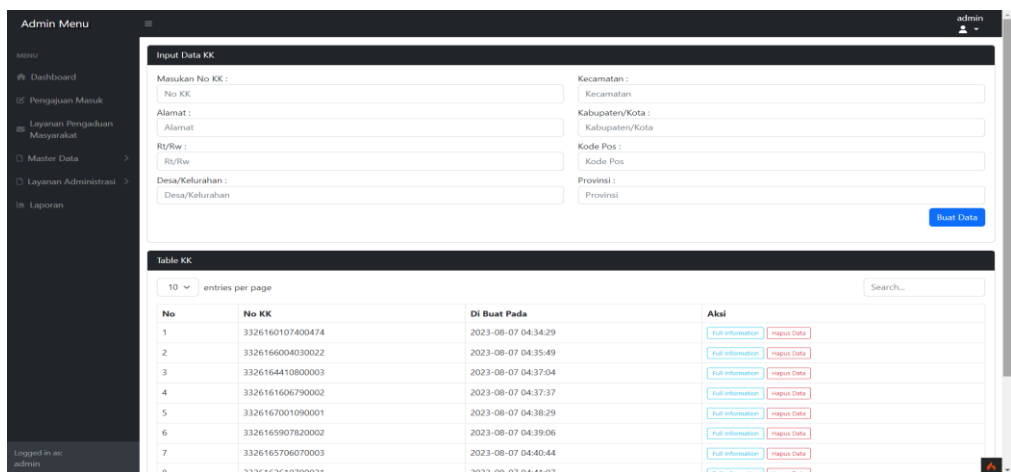 Admin Menu
admin
MENU
Dashboard
Pengajuan Masuk
Layanan Pengaduan
Masyarakat
Master Data
Layanan Administrasi
Laporan
Logged in as:
admin
Input Data KK
Masukan No KK :
No KK
Alamat :
Alamat
Rt/Rw :
Rt/Rw
Desa/Kelurahan :
Desa/Kelurahan
Kecamatan :
Kecamatan
Kabupaten/Kota :
Kabupaten/Kota
Kode Pos :
Kode Pos
Provinsi :
Provinsi
Buat Data
Table KK
10 entries per page
Search...
No No KK Di Buat Pada Aksi
1 3326160107400474 2023-08-07 04:34:29 Full Information Hapus Data
2 3326166004030022 2023-08-07 04:35:49 Full Information Hapus Data
3 3326164410800003 2023-08-07 04:37:04 Full Information Hapus Data
4 3326161606790002 2023-08-07 04:37:37 Full Information Hapus Data
5 3326167001090001 2023-08-07 04:38:29 Full Information Hapus Data
6 3326165907820002 2023-08-07 04:39:06 Full Information Hapus Data
7 3326165706070003 2023-08-07 04:40:44 Full Information Hapus Data